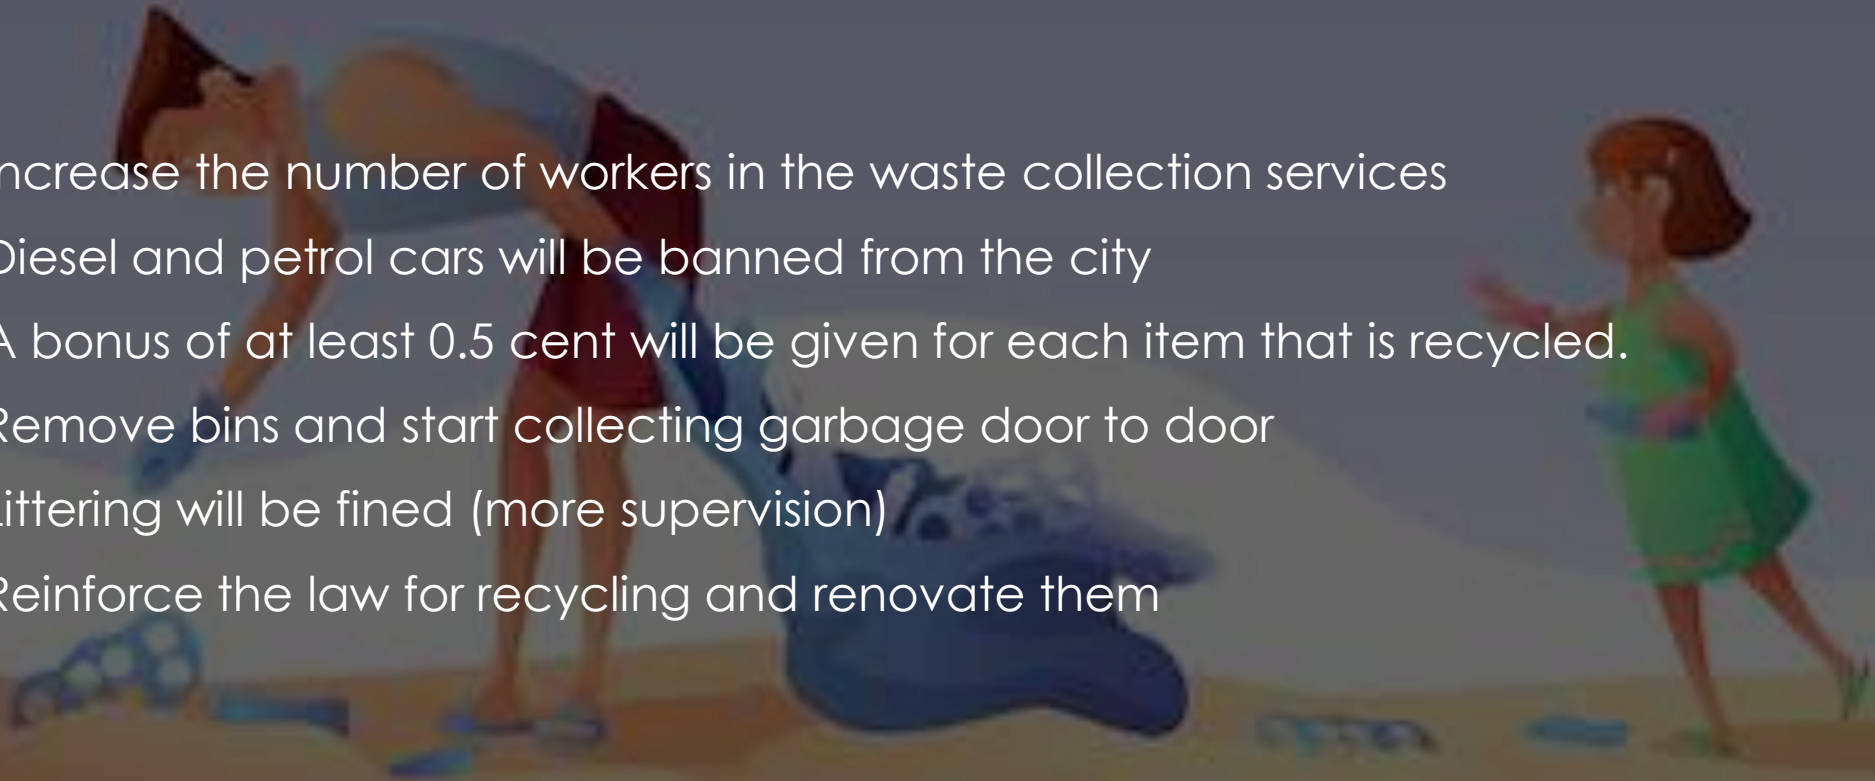 Increase the number of workers in the waste collection services
Diesel and petrol cars will be banned from the city
A bonus of at least 0.5 cent will be given for each item that is recycled.
Remove bins and start collecting garbage door to door
Littering will be fined (more supervision)
Reinforce the law for recycling and renovate them